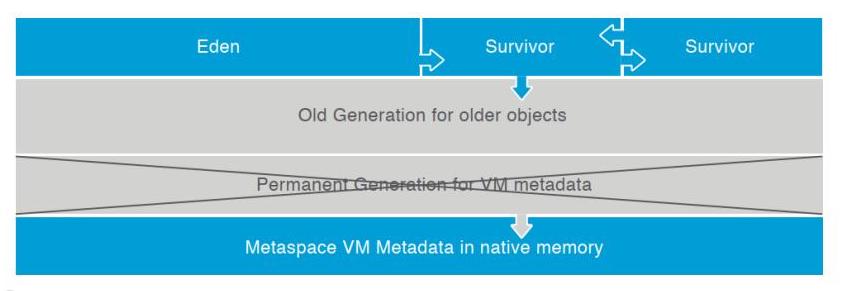 Eden
Survivor
Survivor
Old Generation for older objects
Permanent Generation for VM metadata
Metaspace VM Metadata in native memory